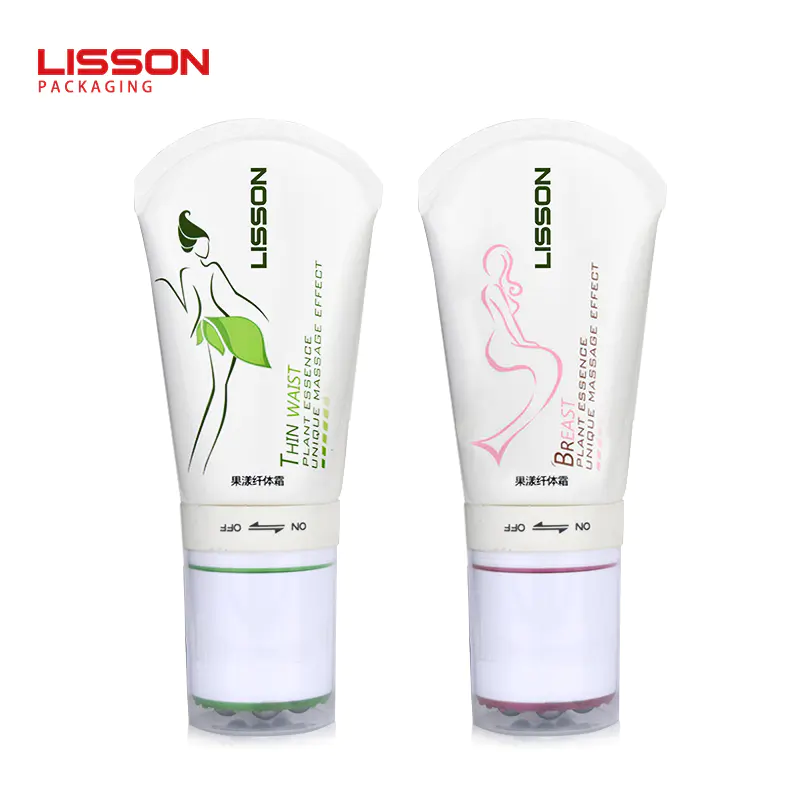 LISSON
PACKAGING
LISSON
THIN WAIST
PLANT ESSENCE
UNIQUE MASSAGE EFFECT
果漾纤体霜
ON OFF
LISSON
BREAST
PLANT ESSENCE
UNIQUE MASSAGE EFFECT
果漾纤体霜
ON OFF